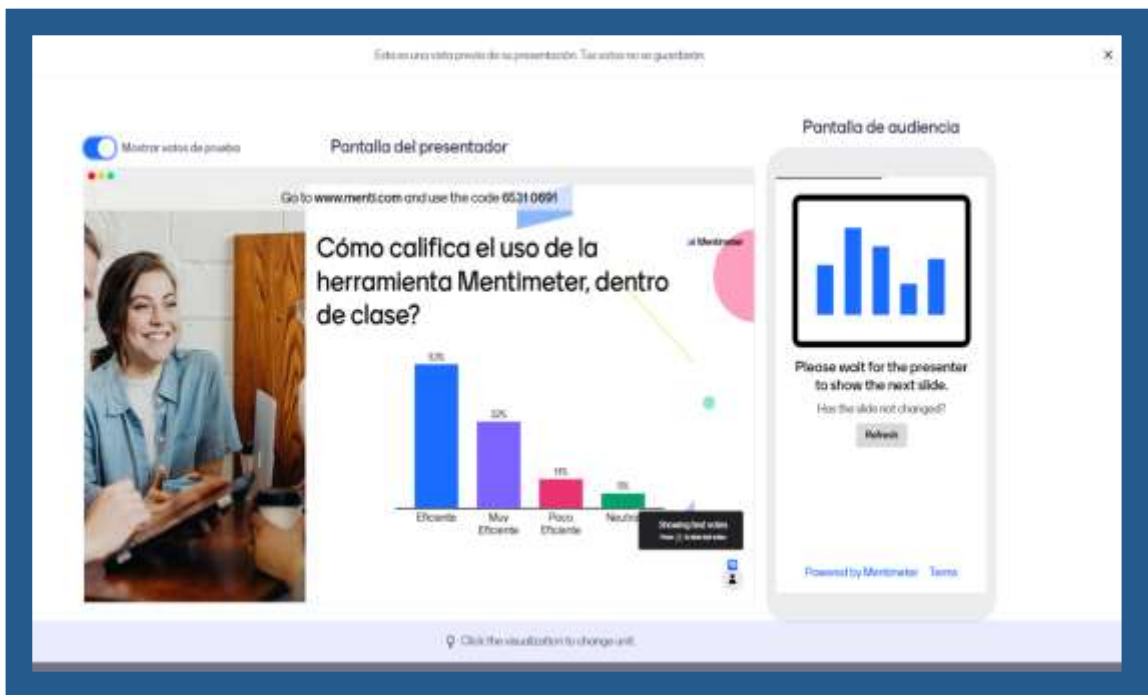 Esta es una vista previa de su presentación. Tus votos no se guardarán.
Mostrar votos de prueba
Pantalla del presentador
Pantalla de audiencia
Go to www.menti.com and use the code 6531 0691
Mentimeter
Cómo califica el uso de la
herramienta Mentimeter, dentro
de clase?
32%
Eficiente
Muy
Eficiente
Poco
Eficiente
Showing test votes
Please wait for the presenter
to show the next slide.
Has the slide not changed?
Refresh
Powered by Mentimeter Terms
Click the visualization to change unit.